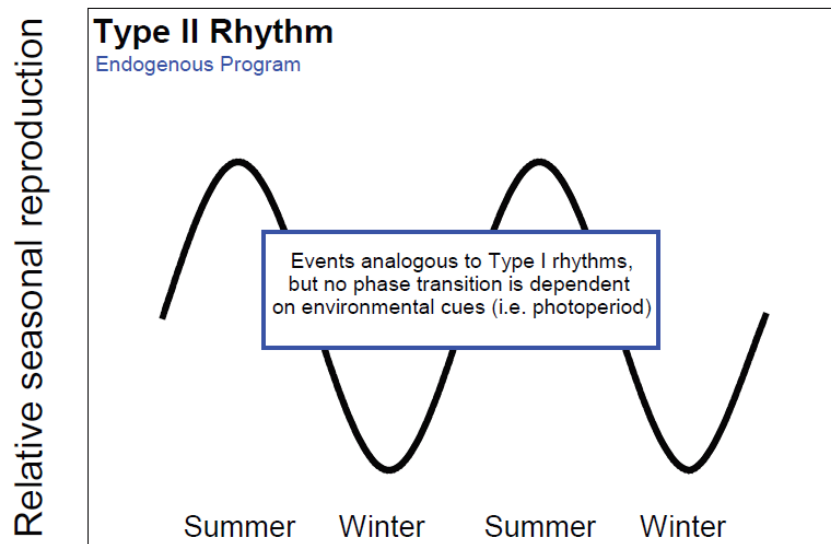 Type II Rhythm
Endogenous Program
Relative seasonal reproduction
Events analogous to Type I rhythms,
but no phase transition is dependent
on environmental cues (i.e. photoperiod)
Summer Winter Summer Winter